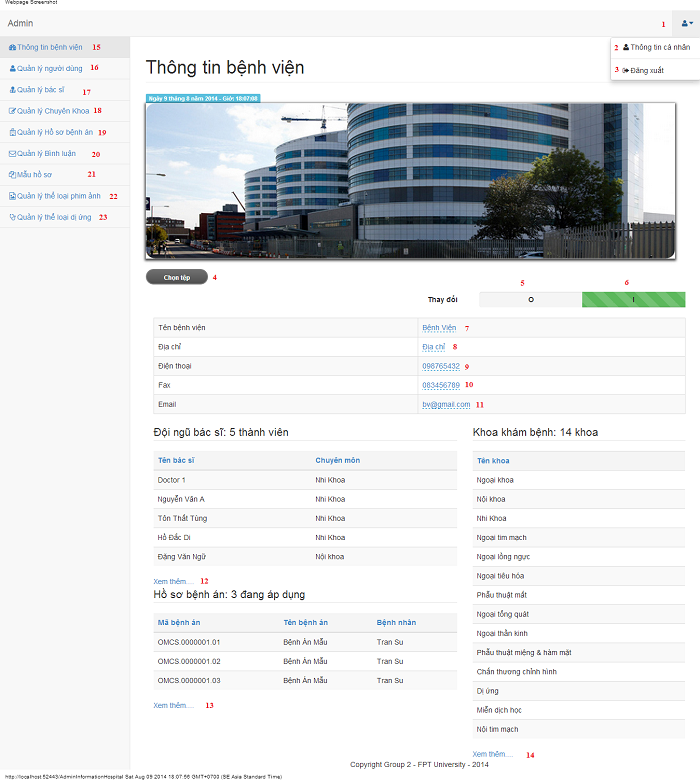 Webpage Screenshot
Admin 1
2 Thông tin cá nhân
3 Đăng xuất
Thông tin bệnh viện 15
Quản lý người dùng 16
Quản lý bác sĩ 17
Quản lý Chuyên Khoa 18
Quản lý Hồ sơ bệnh án 19
Quản lý Bình luận 20
Mẫu hồ sơ 21
Quản lý thể loại phim ảnh 22
Quản lý thể loại dị ứng 23
Thông tin bệnh viện
Ngày 9 tháng 8 năm 2014 - Giờ: 18:07:08
Chọn tệp 4
5 6
Thay đổi O I
Tên bệnh viện Bệnh Viện 7
Địa chỉ Địa chỉ 8
Điện thoại 098765432 9
Fax 083456789 10
Email bv@gmail.com 11
Đội ngũ bác sĩ: 5 thành viên
Tên bác sĩ Chuyên môn
Doctor 1 Nhi Khoa
Nguyễn Văn A Nhi Khoa
Tôn Thất Tùng Nhi Khoa
Hồ Đắc Di Nhi Khoa
Đặng Văn Ngữ Nội khoa
Xem thêm.... 12
Hồ sơ bệnh án: 3 đang áp dụng
Mã bệnh án Tên bệnh án Bệnh nhân
OMCS.0000001.01 Bệnh Án Mẫu Tran Su
OMCS.0000001.02 Bệnh Án Mẫu Tran Su
OMCS.0000001.03 Bệnh Án Mẫu Tran Su
Xem thêm.... 13
Khoa khám bệnh: 14 khoa
Tên khoa
Ngoại khoa
Nội khoa
Nhi Khoa
Ngoại tim mạch
Ngoại lồng ngực
Ngoại tiêu hóa
Phẫu thuật mắt
Ngoại tổng quát
Ngoại thần kinh
Phẫu thuật miệng & hàm mặt
Chấn thương chỉnh hình
Dị ứng
Miễn dịch học
Nội tim mạch
Xem thêm.... 14
Copyright Group 2 - FPT University - 2014
http://localhost:52443/AdminInformationHospital Sat Aug 09 2014 18:07:56 GMT+0700 (SE Asia Standard Time)